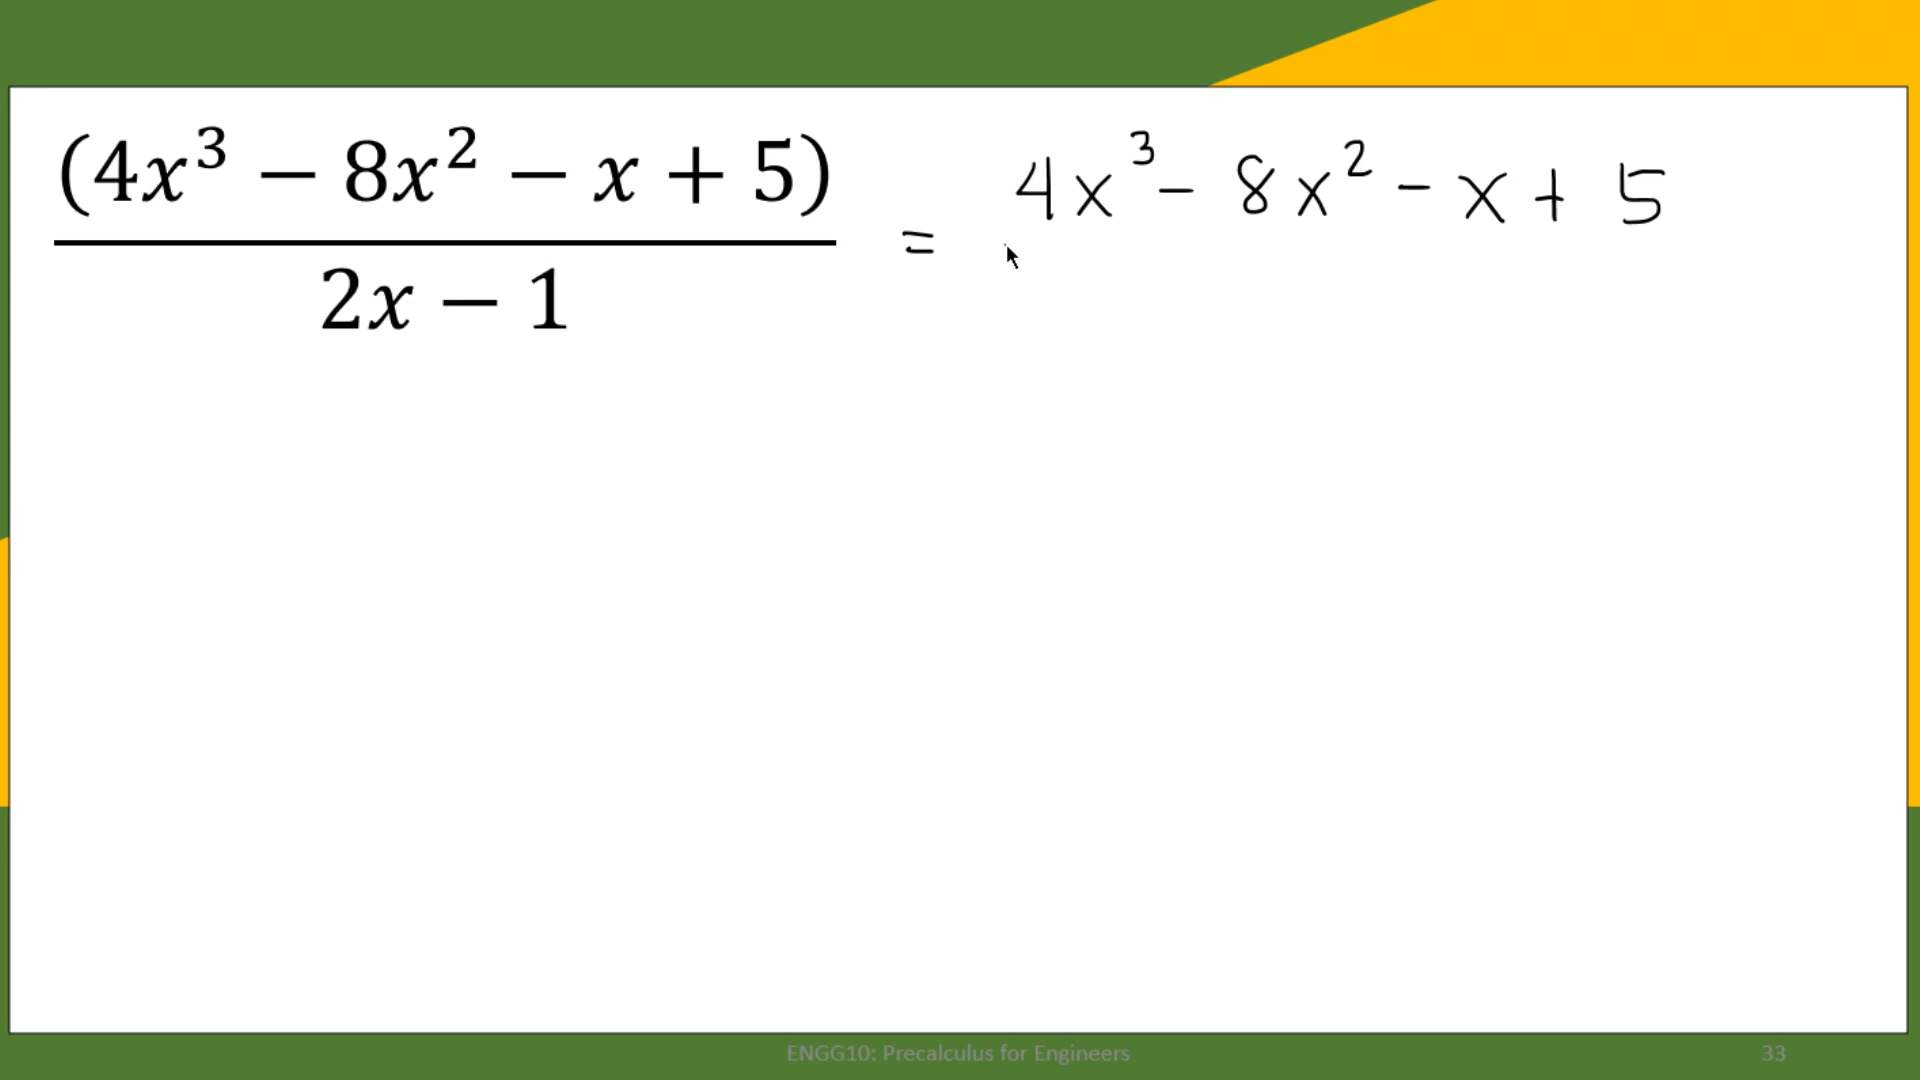 (4x³ − 8x² − x + 5)
2x − 1
= 4x³ − 8x² − x + 5
ENGG10: Precalculus for Engineers
33